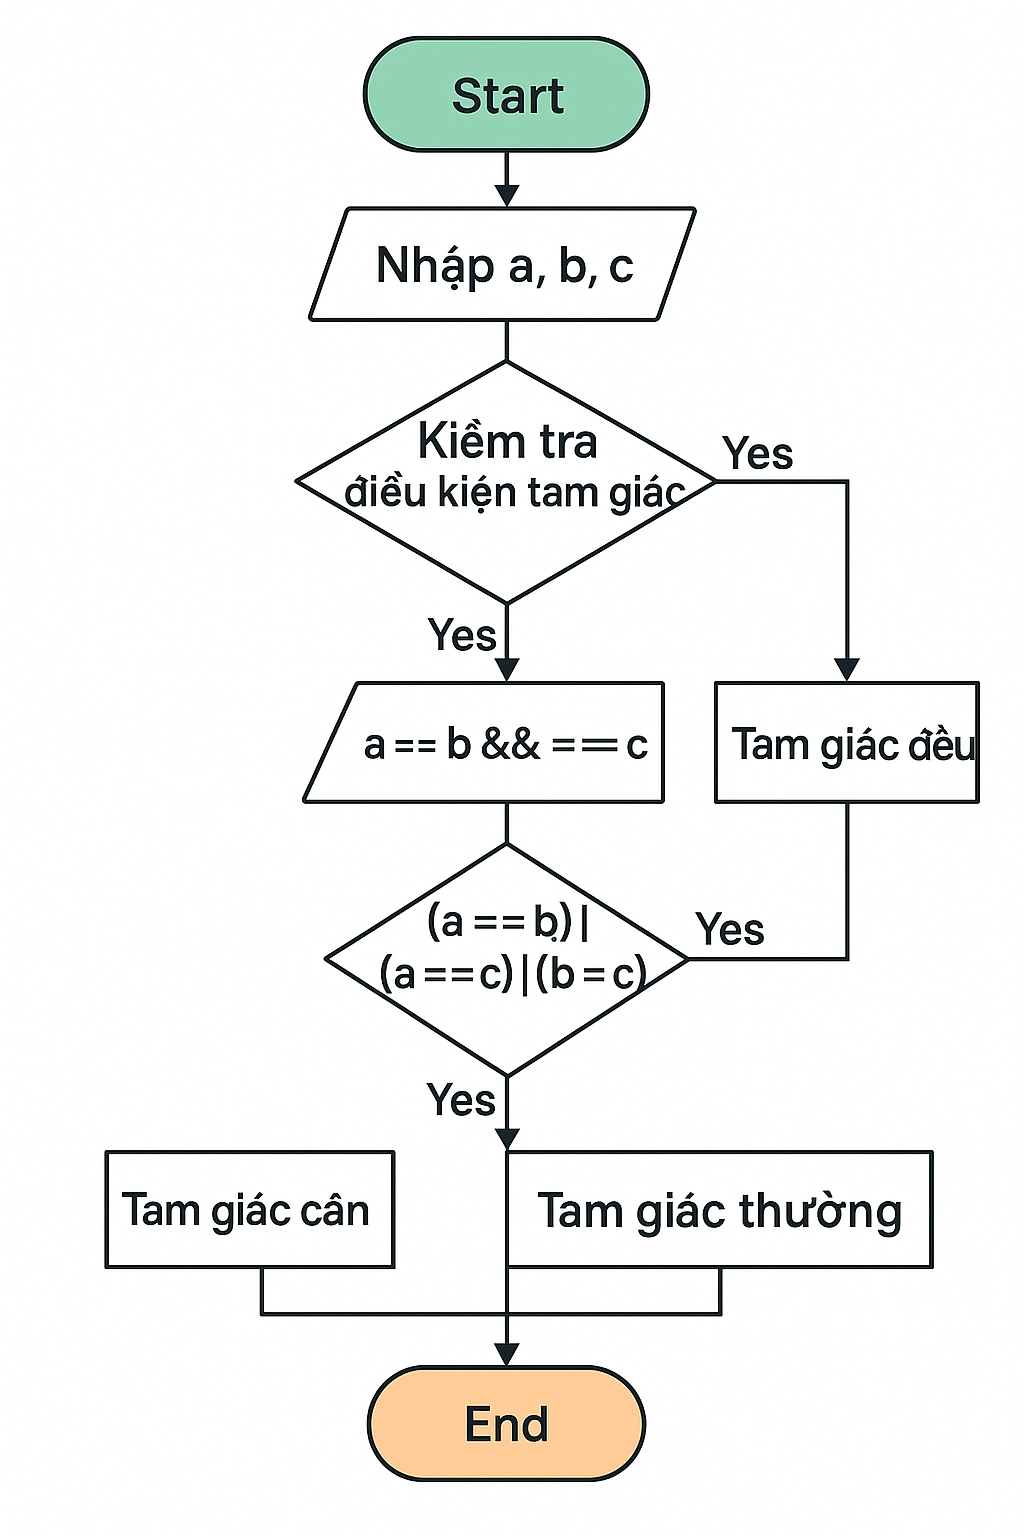 Start
Nhập a, b, c
Kiềm tra
điều kiện tam giác
Yes
Yes
a == b && === c
Tam giác đều
(a == b) |
(a == c) | (b = c)
Yes
Yes
Tam giác cân
Tam giác thường
End